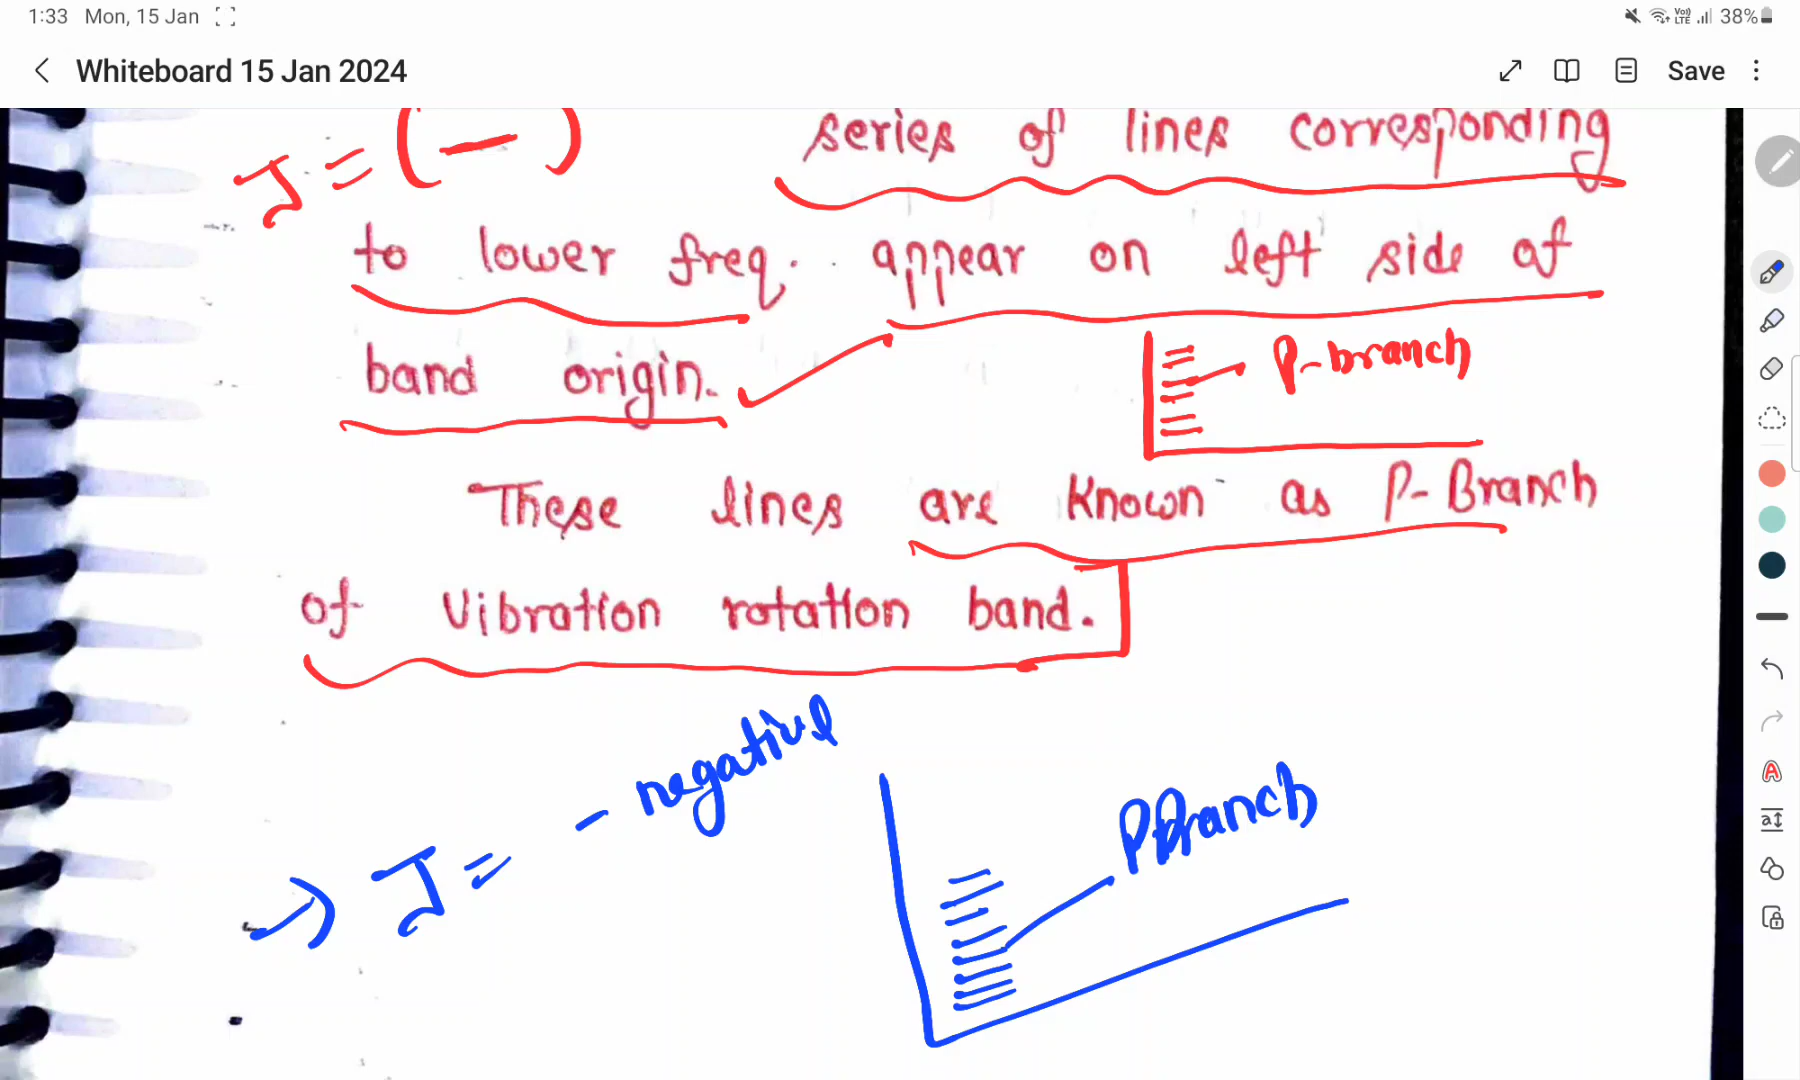 1:33 Mon, 15 Jan 38%
Whiteboard 15 Jan 2024 Save
J = (-) series of lines corresponding
to lower freq. appear on left side of
band origin. P-branch
These lines are known as P-Branch
of Vibration rotation band.
- negative
→ J = PBranch